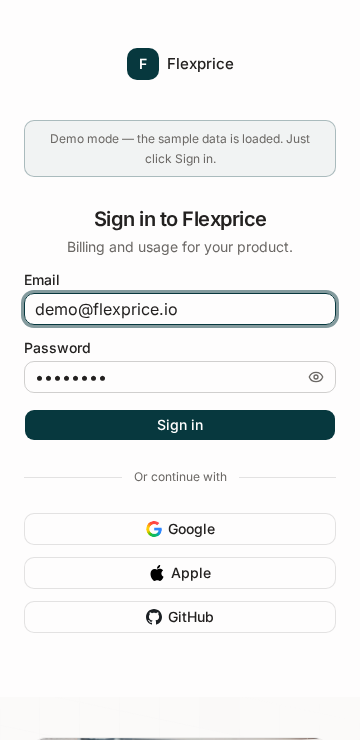 F Flexprice
Demo mode — the sample data is loaded. Just
click Sign in.
Sign in to Flexprice
Billing and usage for your product.
Email
demo@flexprice.io
Password
••••••••
Sign in
Or continue with
Google
Apple
GitHub